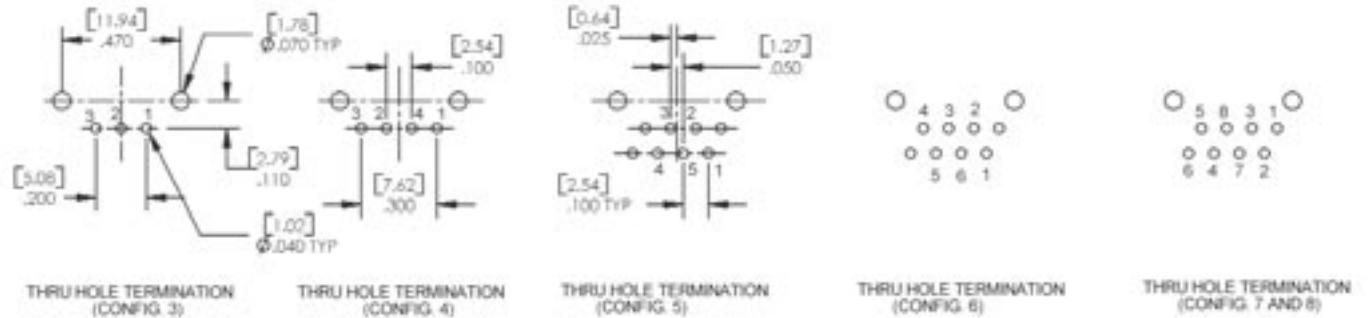 [11.94]
.470
[1.78]
Ø.070 TYP
[2.54]
.100
3 2 1
[2.79]
.110
[5.08]
.200
[1.02]
Ø.040 TYP
THRU HOLE TERMINATION
(CONFIG. 3)
3 2 4 1
[7.62]
.300
THRU HOLE TERMINATION
(CONFIG. 4)
[0.64]
.025
[1.27]
.050
3 2
4 5 1
[2.54]
.100 TYP
THRU HOLE TERMINATION
(CONFIG. 5)
4 3 2
5 6 1
THRU HOLE TERMINATION
(CONFIG. 6)
5 8 3 1
6 4 7 2
THRU HOLE TERMINATION
(CONFIG. 7 AND 8)